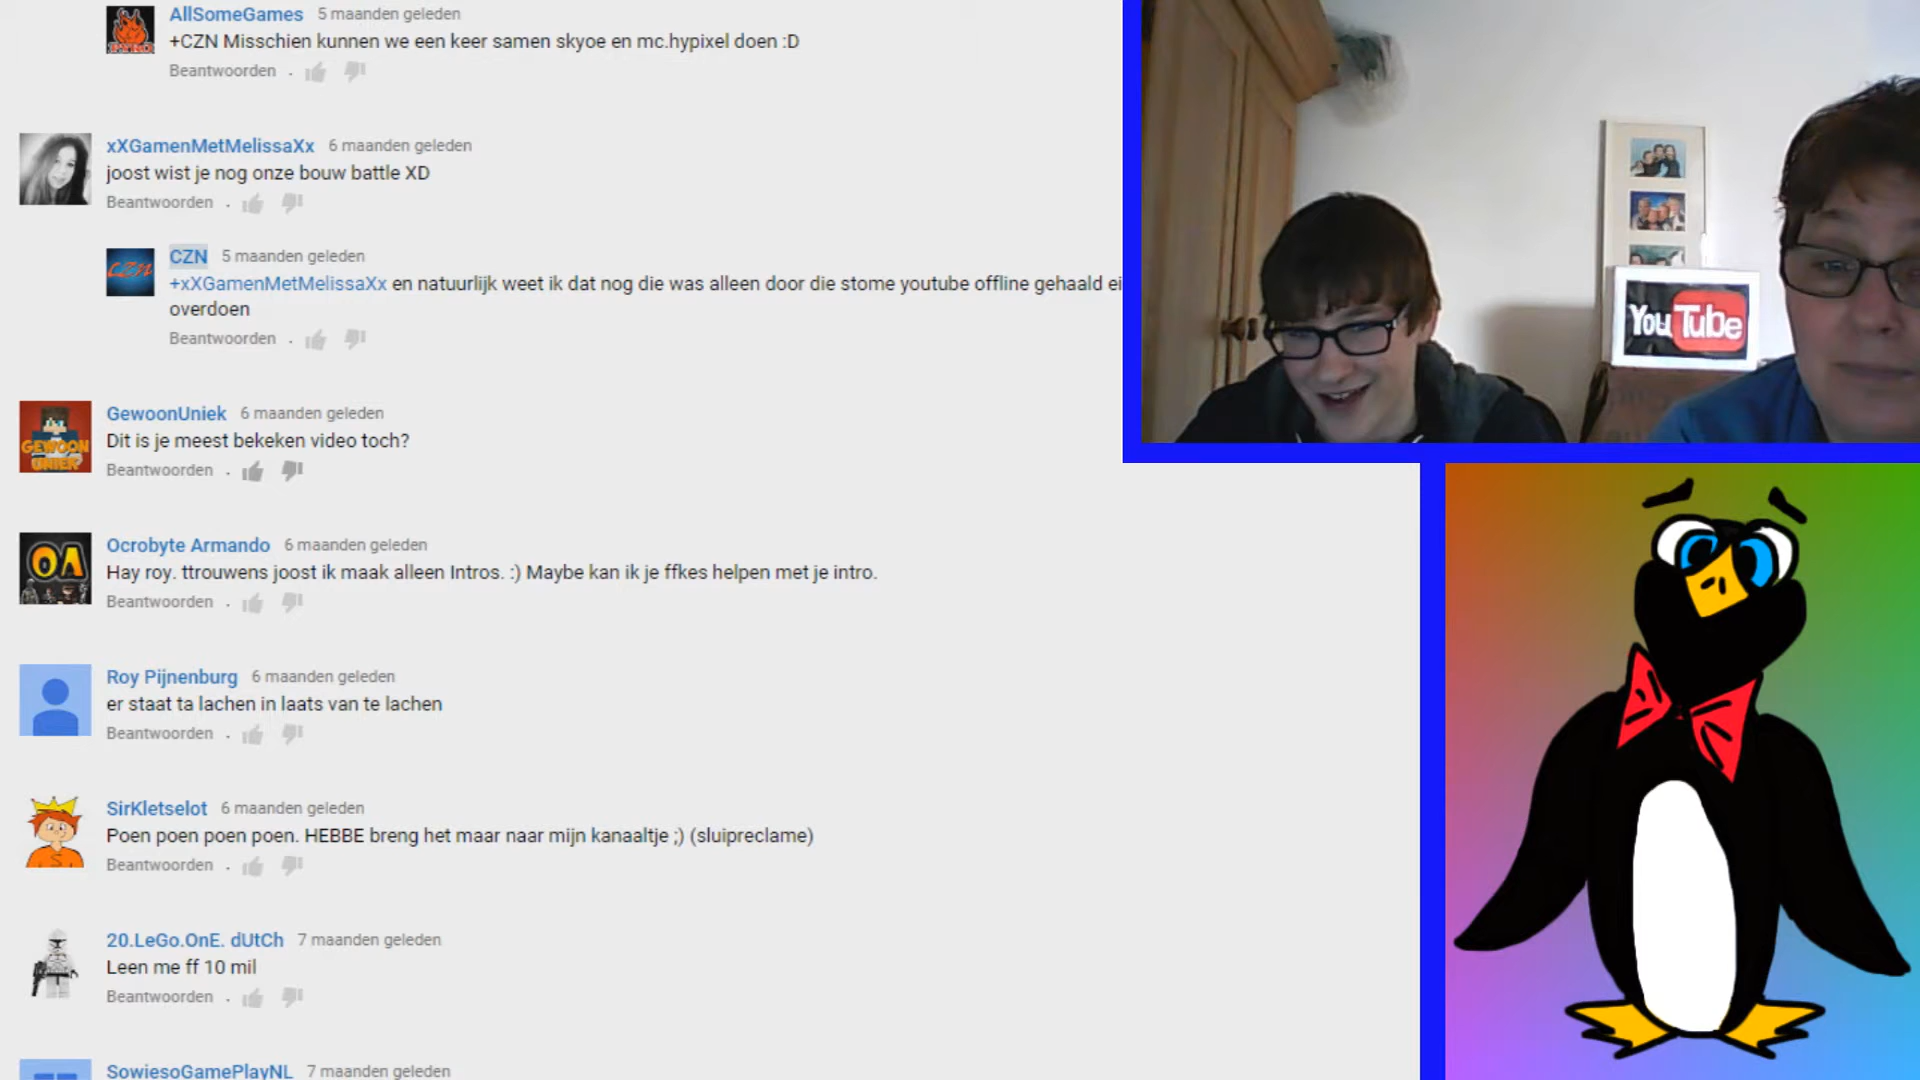 AllSomeGames 5 maanden geleden
+CZN Misschien kunnen we een keer samen skyoe en mc.hypixel doen :D
Beantwoorden .
xXGamenMetMelissaXx 6 maanden geleden
joost wist je nog onze bouw battle XD
Beantwoorden .
CZN
CZN 5 maanden geleden
+xXGamenMetMelissaXx en natuurlijk weet ik dat nog die was alleen door die stome youtube offline gehaald ei
overdoen
Beantwoorden .
GEWOON
UNIEK
GewoonUniek 6 maanden geleden
Dit is je meest bekeken video toch?
Beantwoorden .
OA
Ocrobyte Armando 6 maanden geleden
Hay roy. ttrouwens joost ik maak alleen Intros. :) Maybe kan ik je ffkes helpen met je intro.
Beantwoorden .
Roy Pijnenburg 6 maanden geleden
er staat ta lachen in laats van te lachen
Beantwoorden .
SirKletselot 6 maanden geleden
Poen poen poen poen. HEBBE breng het maar naar mijn kanaaltje ;) (sluipreclame)
Beantwoorden .
20.LeGo.OnE. dUtCh 7 maanden geleden
Leen me ff 10 mil
Beantwoorden .
SowiesoGamePlayNL 7 maanden geleden
YouTube